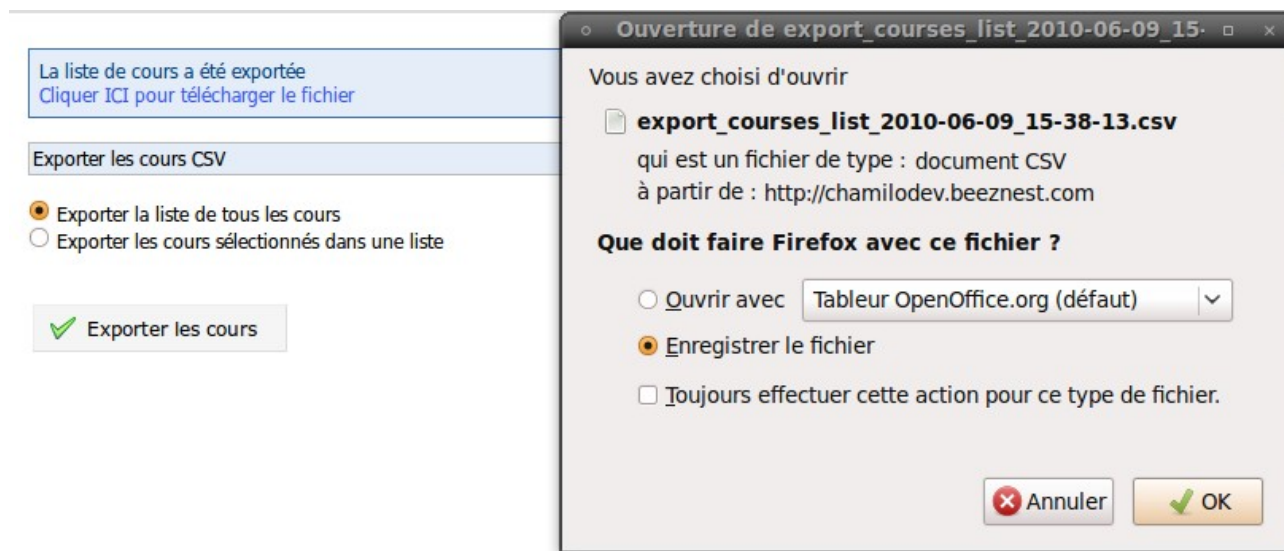 La liste de cours a été exportée
Cliquer ICI pour télécharger le fichier
Exporter les cours CSV
Exporter la liste de tous les cours
Exporter les cours sélectionnés dans une liste
Exporter les cours
Ouverture de export_courses_list_2010-06-09_15-
Vous avez choisi d'ouvrir
export_courses_list_2010-06-09_15-38-13.csv
qui est un fichier de type : document CSV
à partir de : http://chamilodev.beeznest.com
Que doit faire Firefox avec ce fichier ?
Ouvrir avec Tableur OpenOffice.org (défaut)
Enregistrer le fichier
Toujours effectuer cette action pour ce type de fichier.
Annuler OK